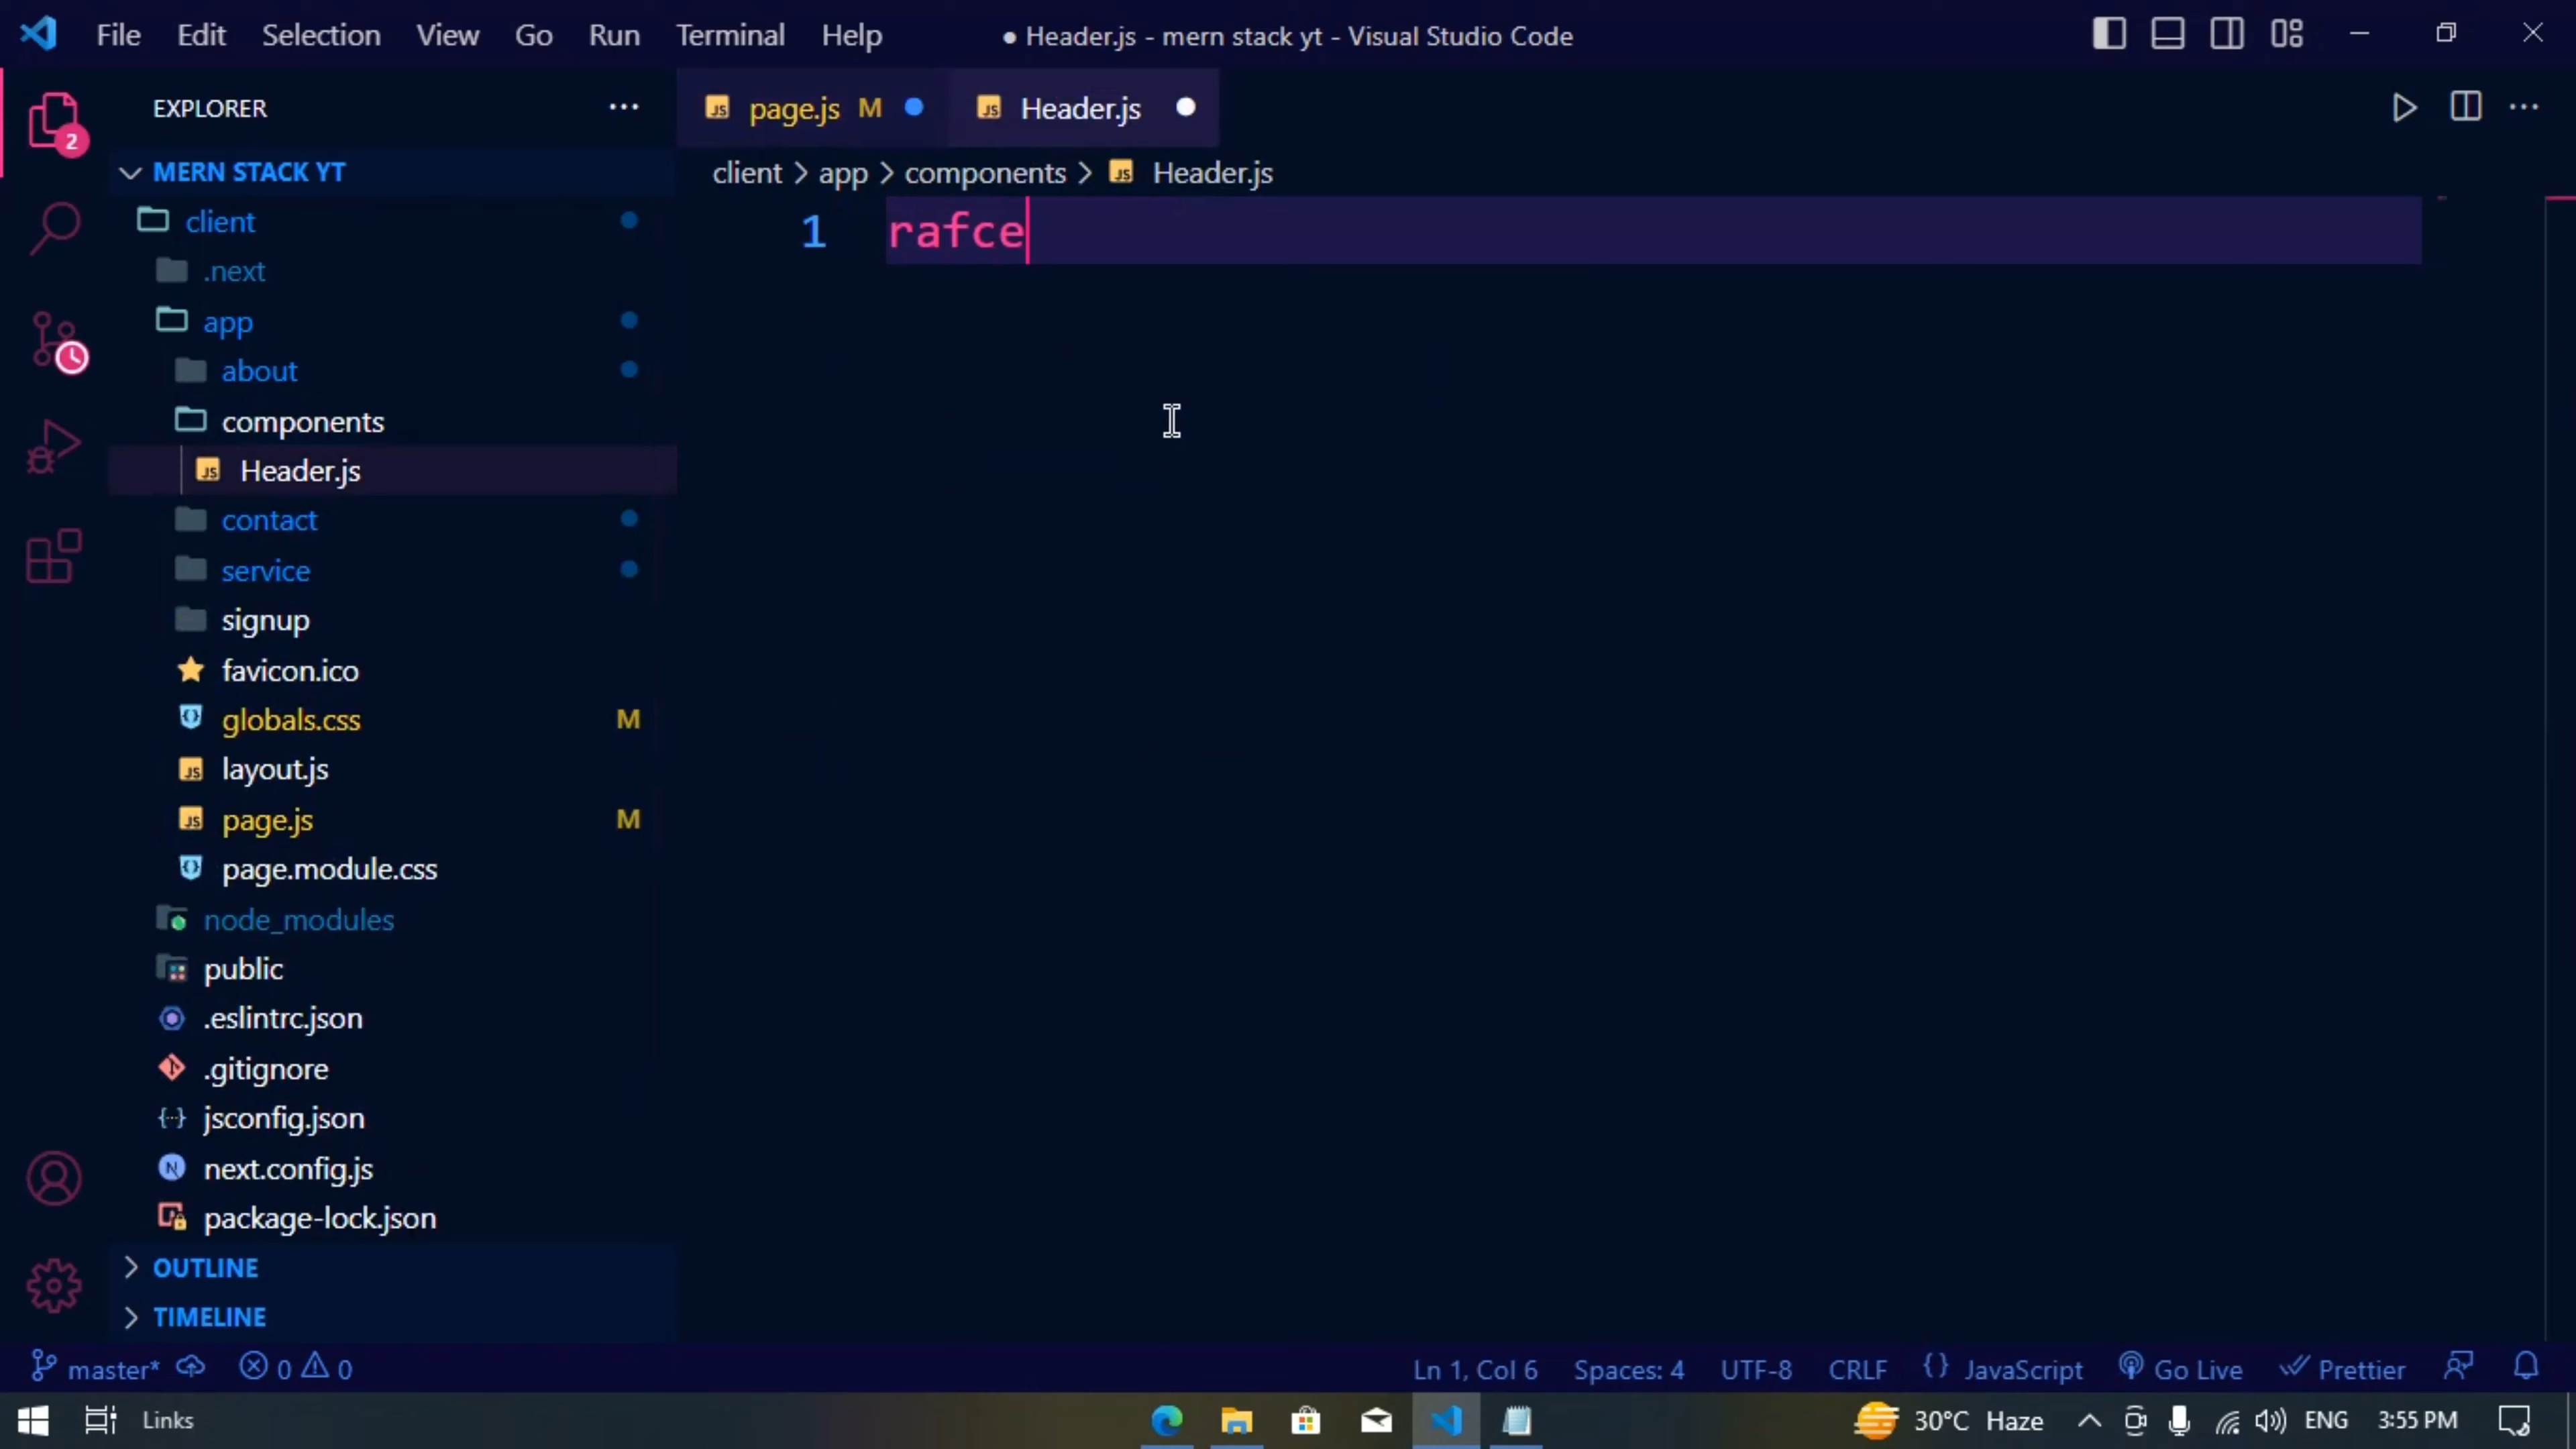 File Edit Selection View Go Run Terminal Help
● Header.js - mern stack yt - Visual Studio Code
2
EXPLORER
MERN STACK YT
client
.next
app
about
components
Header.js
contact
service
signup
favicon.ico
globals.css M
layout.js
page.js M
page.module.css
node_modules
public
.eslintrc.json
.gitignore
jsconfig.json
next.config.js
package-lock.json
OUTLINE
TIMELINE
page.js M
Header.js
client > app > components > JS Header.js
1 rafce
master* 0 0
Ln 1, Col 6 Spaces: 4 UTF-8 CRLF {} JavaScript Go Live Prettier
Links
30°C Haze ENG 3:55 PM